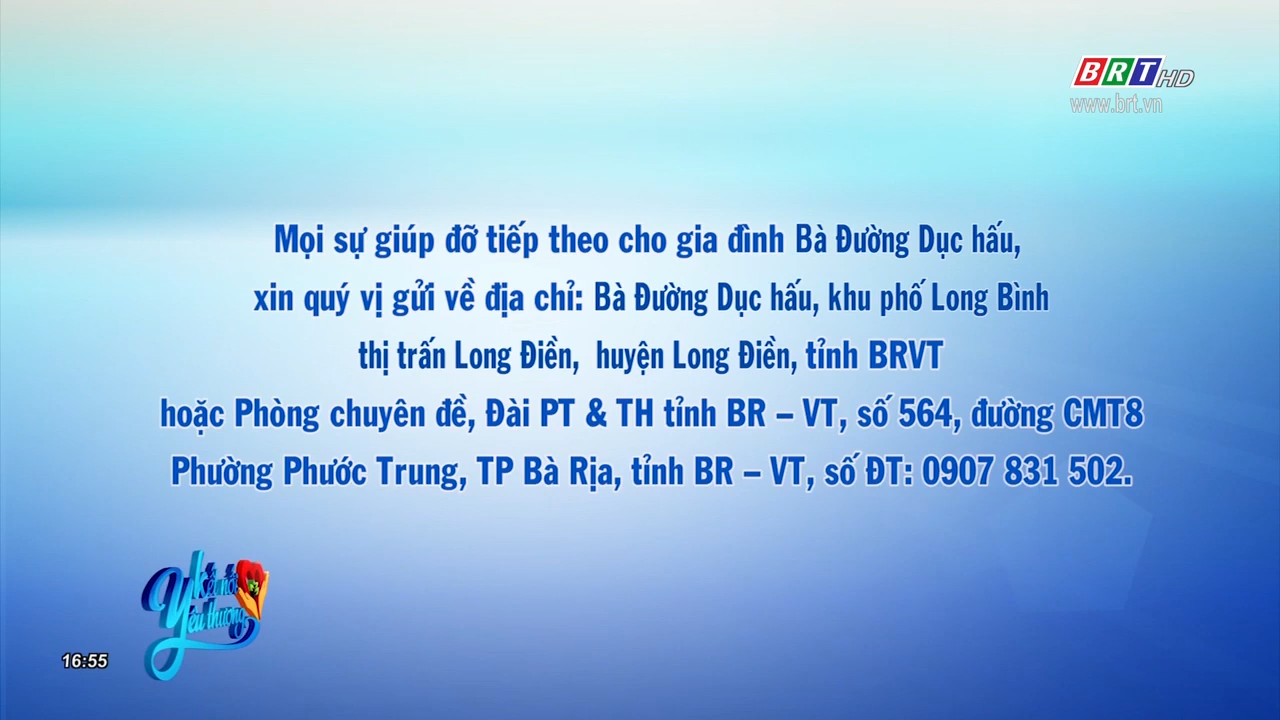 BRT HD
www.brt.vn
Mọi sự giúp đỡ tiếp theo cho gia đình Bà Đường Dục hấu,
xin quý vị gửi về địa chỉ: Bà Đường Dục hấu, khu phố Long Bình
thị trấn Long Điền, huyện Long Điền, tỉnh BRVT
hoặc Phòng chuyên đề, Đài PT & TH tỉnh BR – VT, số 564, đường CMT8
Phường Phước Trung, TP Bà Rịa, tỉnh BR – VT, số ĐT: 0907 831 502.
Kết nối
Yêu thương
16:55